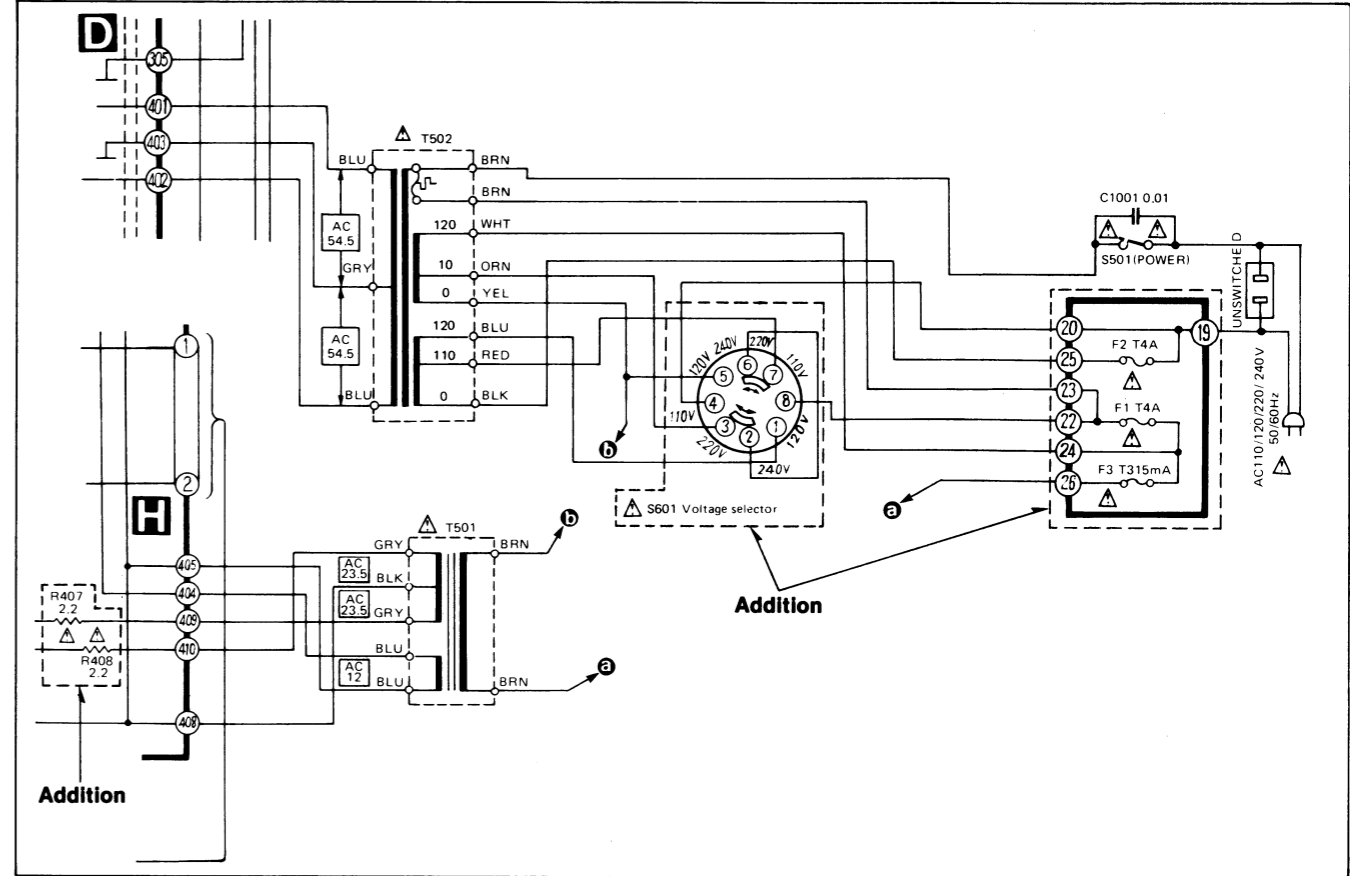 D
305
401
403
402
T502
BLU
BRN
BRN
AC
54.5
120
WHT
GRY
10
ORN
0
YEL
AC
54.5
120
BLU
110
RED
BLU
0
BLK
C1001 0.01
S501(POWER)
UNSWITCHED
20
19
F2 T4A
25
23
22
F1 T4A
24
F3 T315mA
26
AC110/120/220/240V
50/60Hz
120V
240V
220V
110V
5
6
7
4
8
3
2
1
110V
220V
240V
120V
b
S601 Voltage selector
a
Addition
1
2
H
T501
GRY
BRN
b
AC
23.5
BLK
AC
23.5
GRY
BLU
AC
12
BLU
BRN
a
405
404
409
410
408
R407
2.2
R408
2.2
Addition